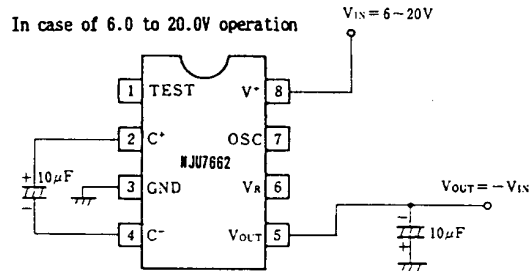 In case of 6.0 to 20.0V operation
VIN=6~20V
1 TEST V+ 8
2 C+ OSC 7
NJU7662
+ 10μF
-
3 GND VR 6
4 C- VOUT 5
VOUT=-VIN
-
+ 10μF